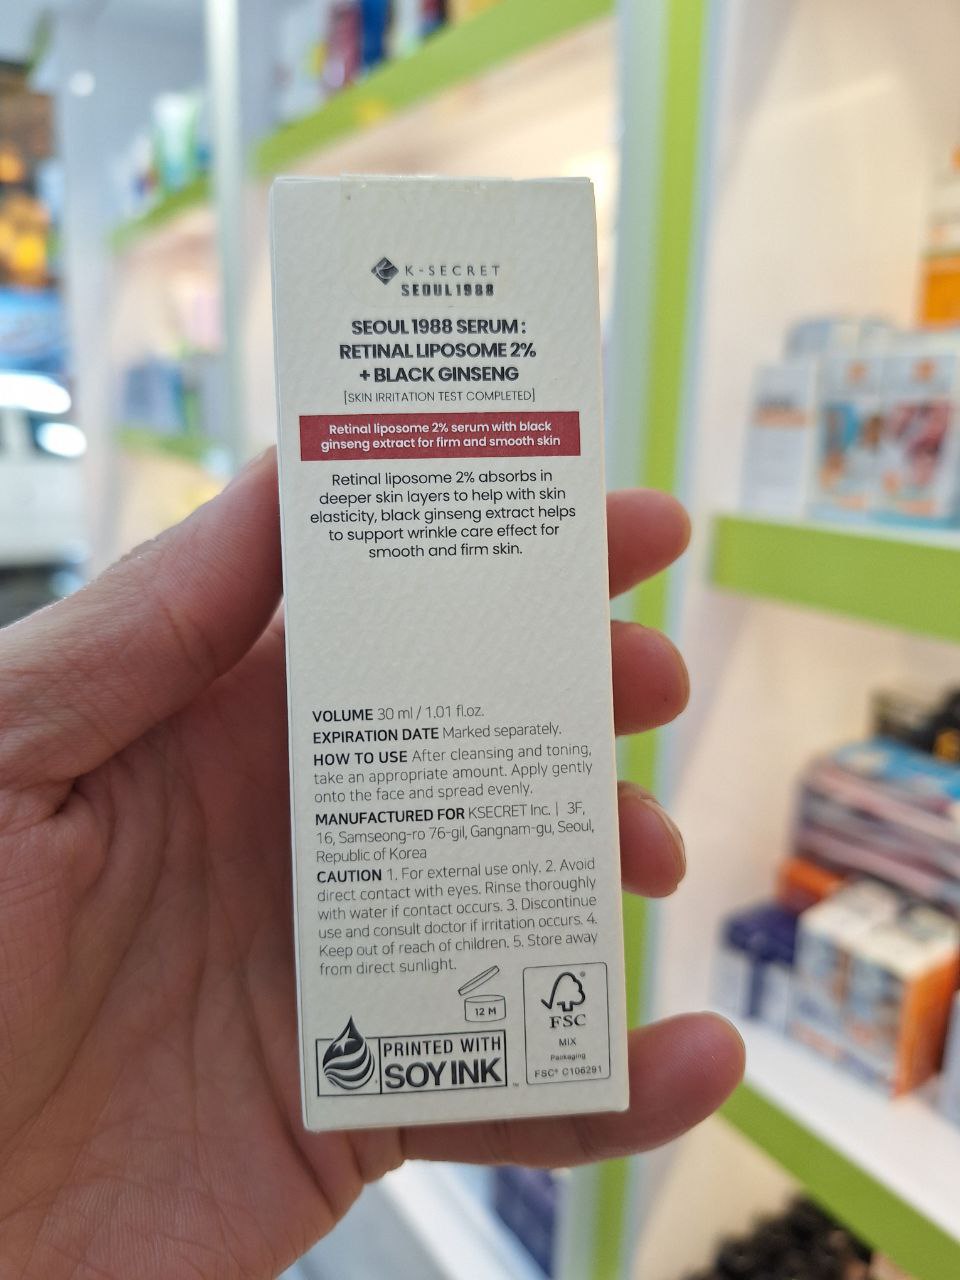 K-SECRET
SEOUL1988
SEOUL 1988 SERUM :
RETINAL LIPOSOME 2%
+ BLACK GINSENG
[SKIN IRRITATION TEST COMPLETED]
Retinal liposome 2% serum with black
ginseng extract for firm and smooth skin
Retinal liposome 2% absorbs in
deeper skin layers to help with skin
elasticity, black ginseng extract helps
to support wrinkle care effect for
smooth and firm skin.
VOLUME 30 ml / 1.01 fl.oz.
EXPIRATION DATE Marked separately.
HOW TO USE After cleansing and toning,
take an appropriate amount. Apply gently
onto the face and spread evenly.
MANUFACTURED FOR KSECRET Inc. | 3F,
16, Samseong-ro 76-gil, Gangnam-gu, Seoul,
Republic of Korea
CAUTION 1. For external use only. 2. Avoid
direct contact with eyes. Rinse thoroughly
with water if contact occurs. 3. Discontinue
use and consult doctor if irritation occurs. 4.
Keep out of reach of children. 5. Store away
from direct sunlight.
12 M
PRINTED WITH
SOY INK™
FSC®
MIX
Packaging
FSC® C106291